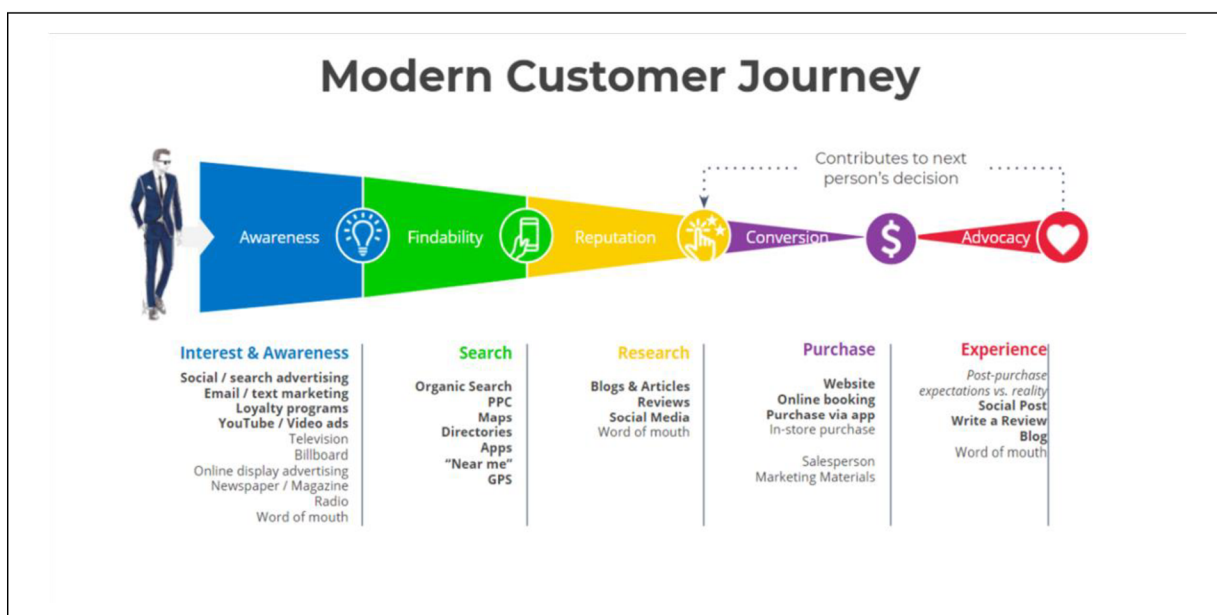 Modern Customer Journey
Contributes to next
person's decision
Awareness
Findability
Reputation
Conversion
$
Advocacy
Interest & Awareness
Social / search advertising
Email / text marketing
Loyalty programs
YouTube / Video ads
Television
Billboard
Online display advertising
Newspaper / Magazine
Radio
Word of mouth
Search
Organic Search
PPC
Maps
Directories
Apps
“Near me”
GPS
Research
Blogs & Articles
Reviews
Social Media
Word of mouth
Purchase
Website
Online booking
Purchase via app
In-store purchase
Salesperson
Marketing Materials
Experience
Post-purchase
expectations vs. reality
Social Post
Write a Review
Blog
Word of mouth